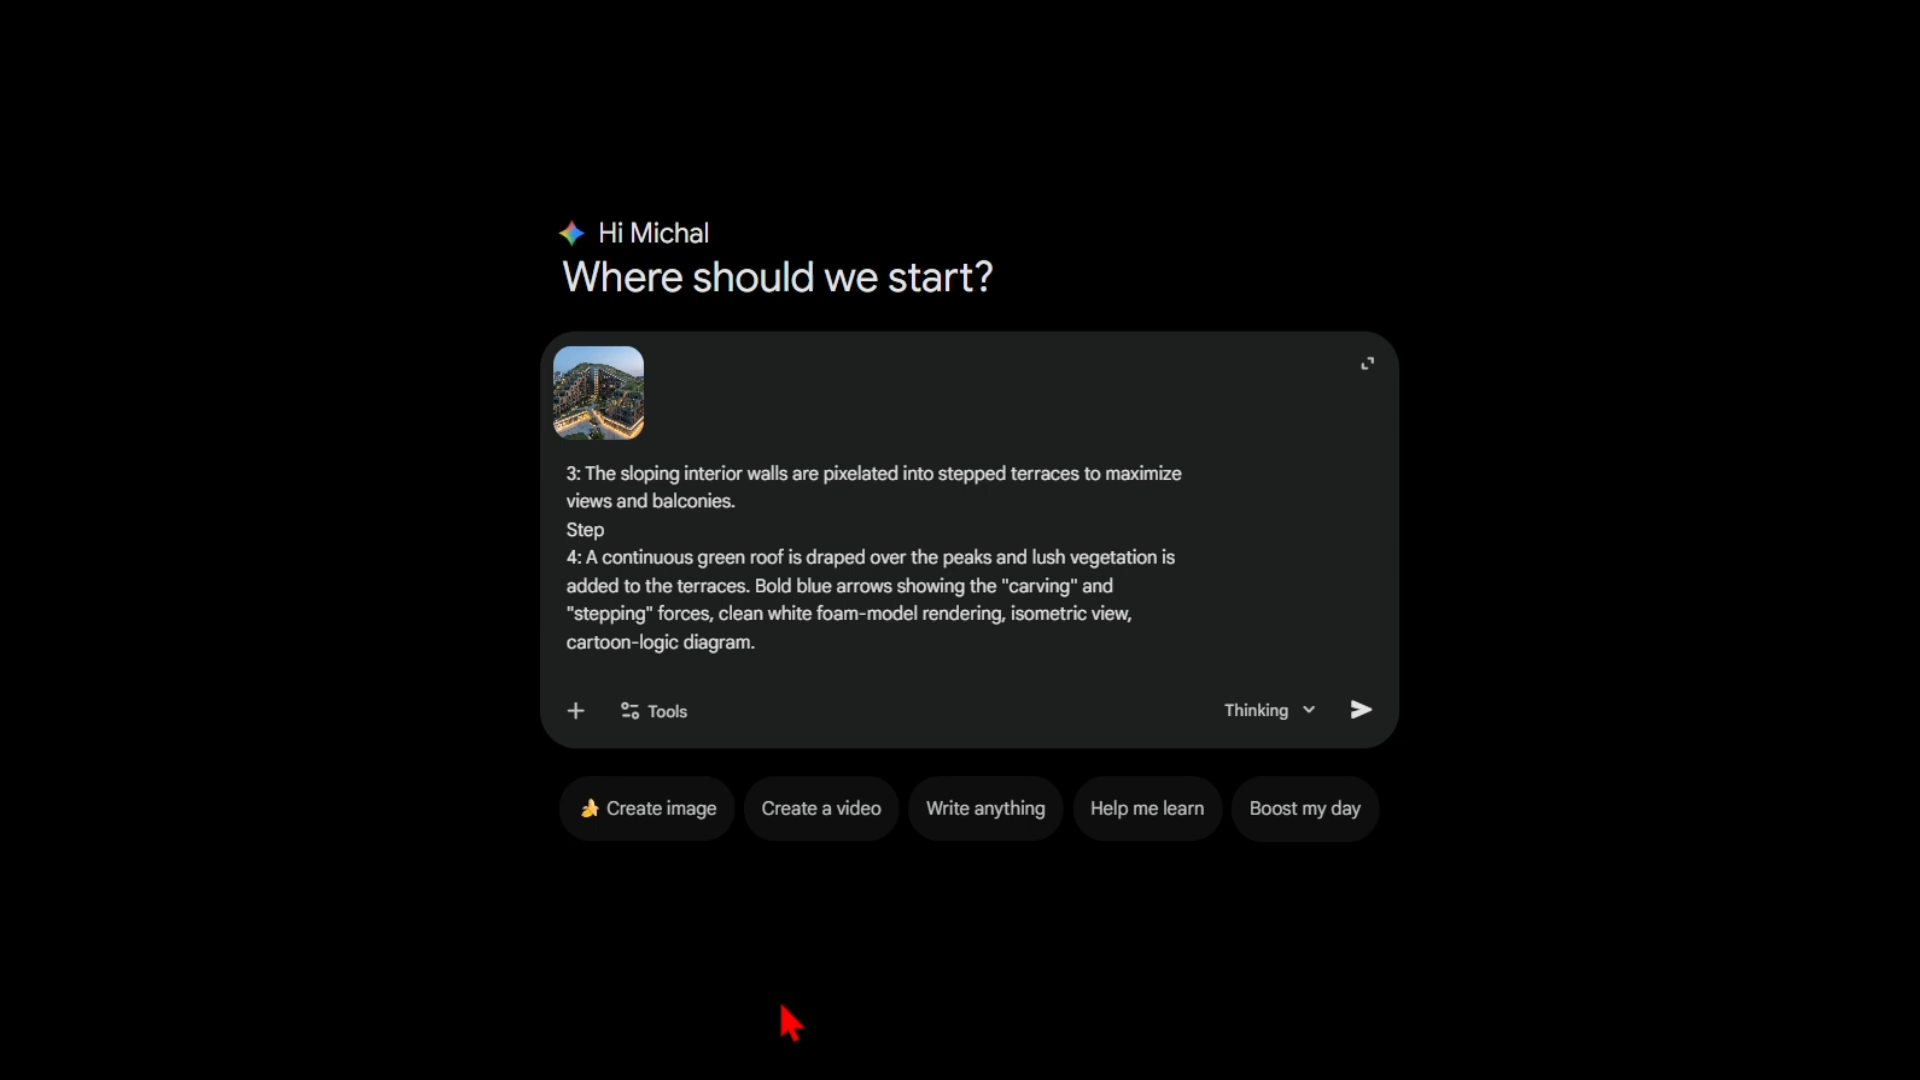 Hi Michal
Where should we start?
3: The sloping interior walls are pixelated into stepped terraces to maximize
views and balconies.
Step
4: A continuous green roof is draped over the peaks and lush vegetation is
added to the terraces. Bold blue arrows showing the "carving" and
"stepping" forces, clean white foam-model rendering, isometric view,
cartoon-logic diagram.
Tools
Thinking
Create image
Create a video
Write anything
Help me learn
Boost my day